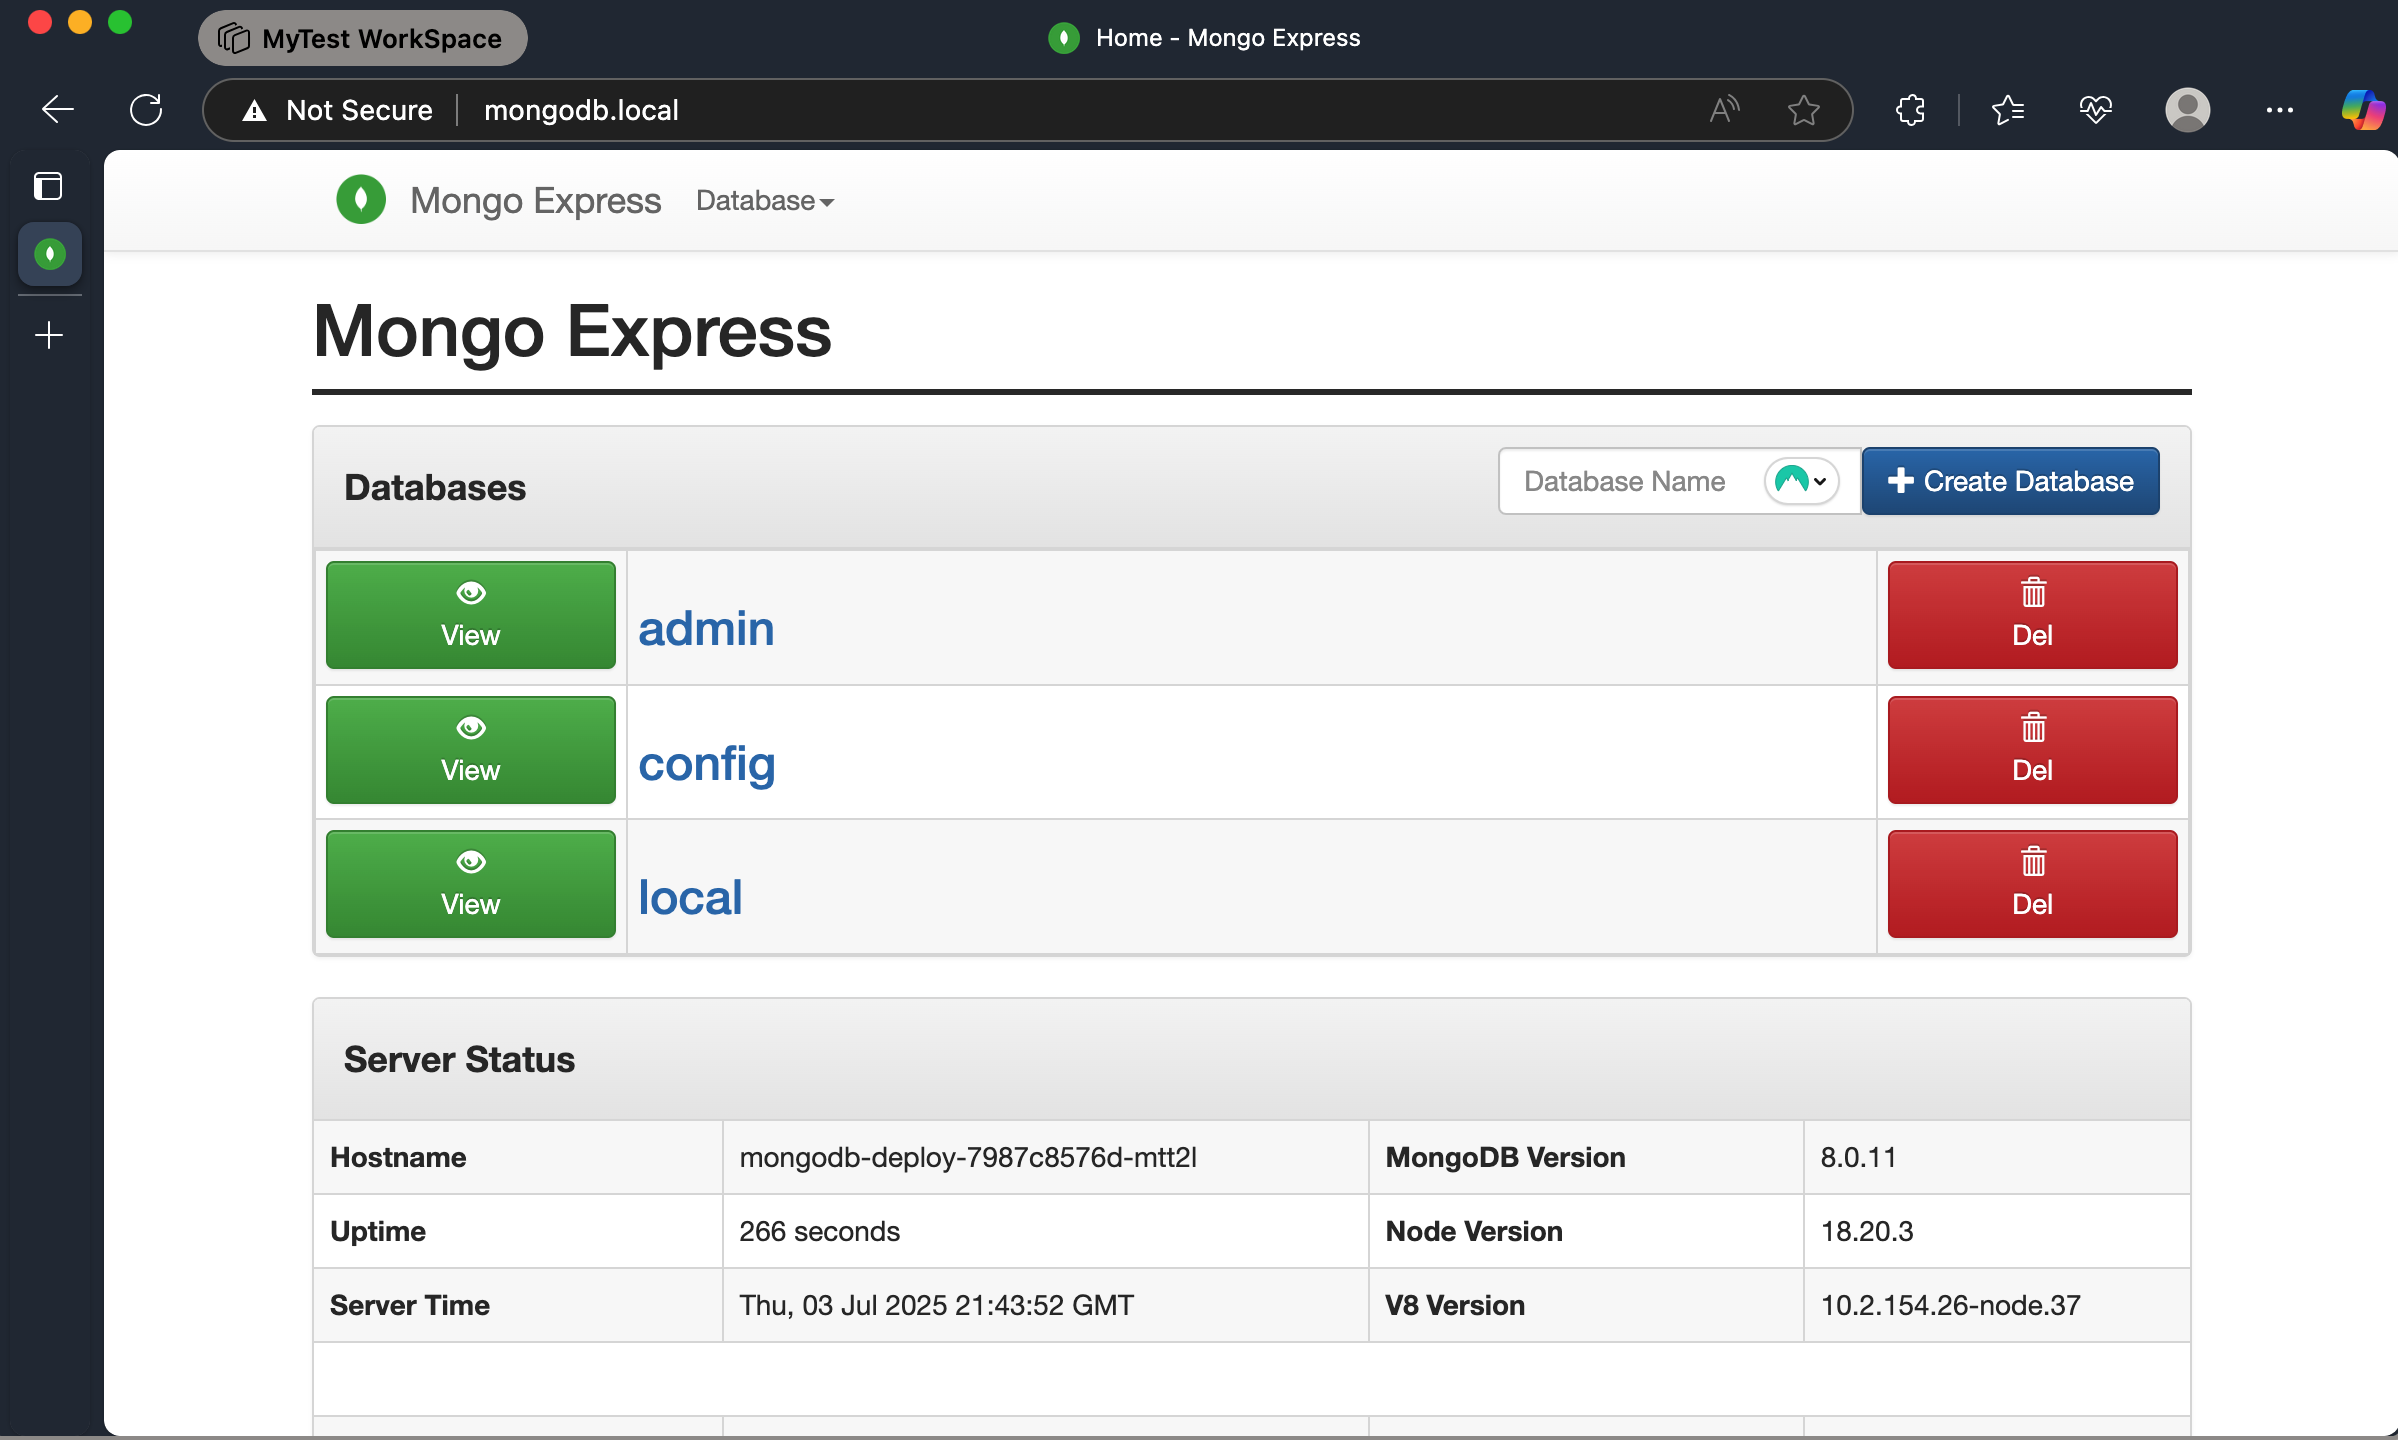 MyTest WorkSpace
Home - Mongo Express
Not Secure
mongodb.local
Mongo Express
Database
Mongo Express
Databases
Database Name
Create Database
View
admin
Del
View
config
Del
View
local
Del
Server Status
Hostname
mongodb-deploy-7987c8576d-mtt2l
MongoDB Version
8.0.11
Uptime
266 seconds
Node Version
18.20.3
Server Time
Thu, 03 Jul 2025 21:43:52 GMT
V8 Version
10.2.154.26-node.37